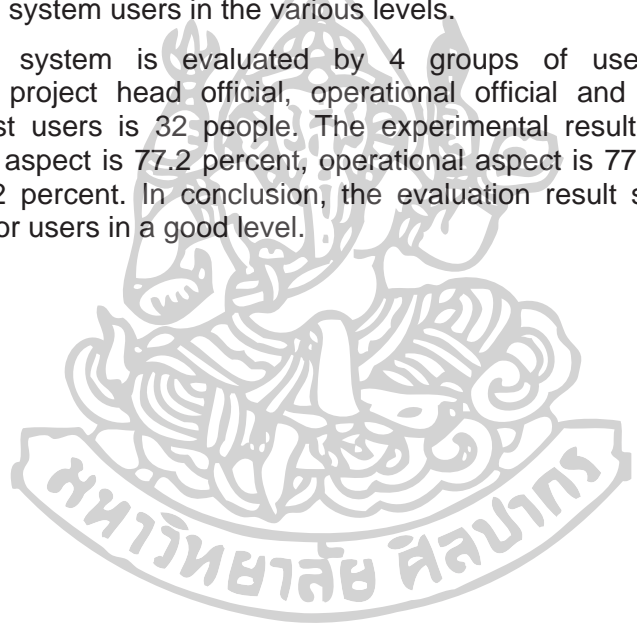 system users in the various levels.
system is evaluated by 4 groups of use
project head official, operational official and
st users is 32 people. The experimental result
aspect is 77.2 percent, operational aspect is 77
2 percent. In conclusion, the evaluation result s
or users in a good level.
มหาวิทยาลัย ศิลปากร